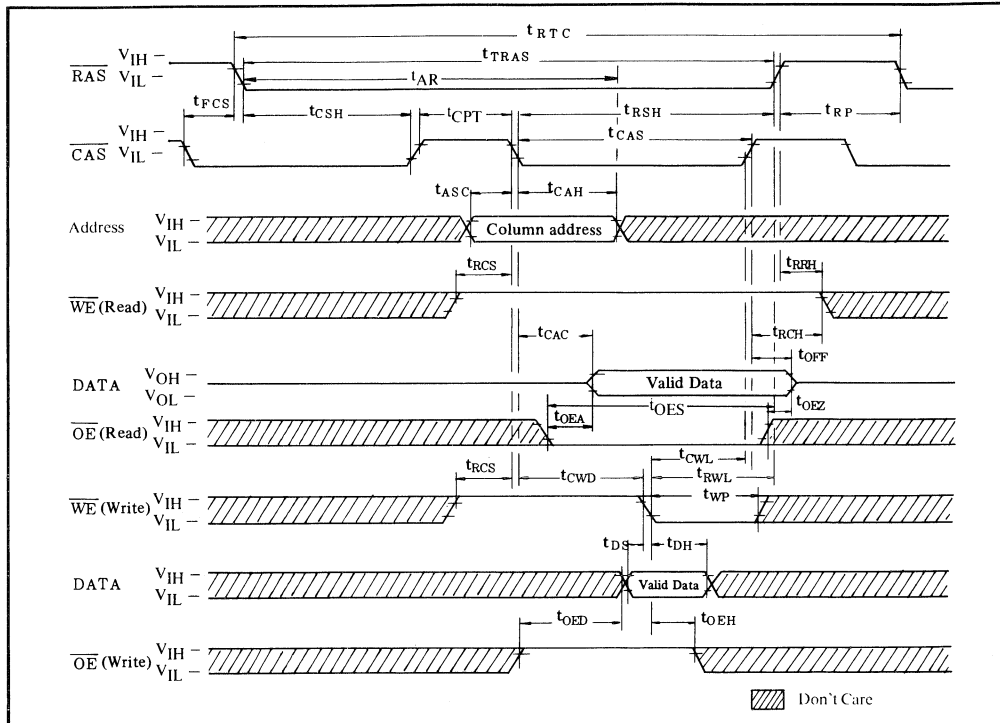 tRTC
tTRAS
VIH
RAS
VIL
tAR
tFCS
tCSH
tCPT
tRSH
tRP
tCAS
VIH
CAS
VIL
tASC
tCAH
Address
VIH
VIL
Column address
tRCS
tRRH
WE (Read)
VIH
VIL
tCAC
tRCH
tOFF
DATA
VOH
VOL
Valid Data
tOES
tOEZ
tOEA
OE (Read)
VIH
VIL
tCWL
tRCS
tCWD
tRWL
tWP
WE (Write)
VIH
VIL
tDS
tDH
DATA
VIH
VIL
Valid Data
tOED
tOEH
OE (Write)
VIH
VIL
Don't Care